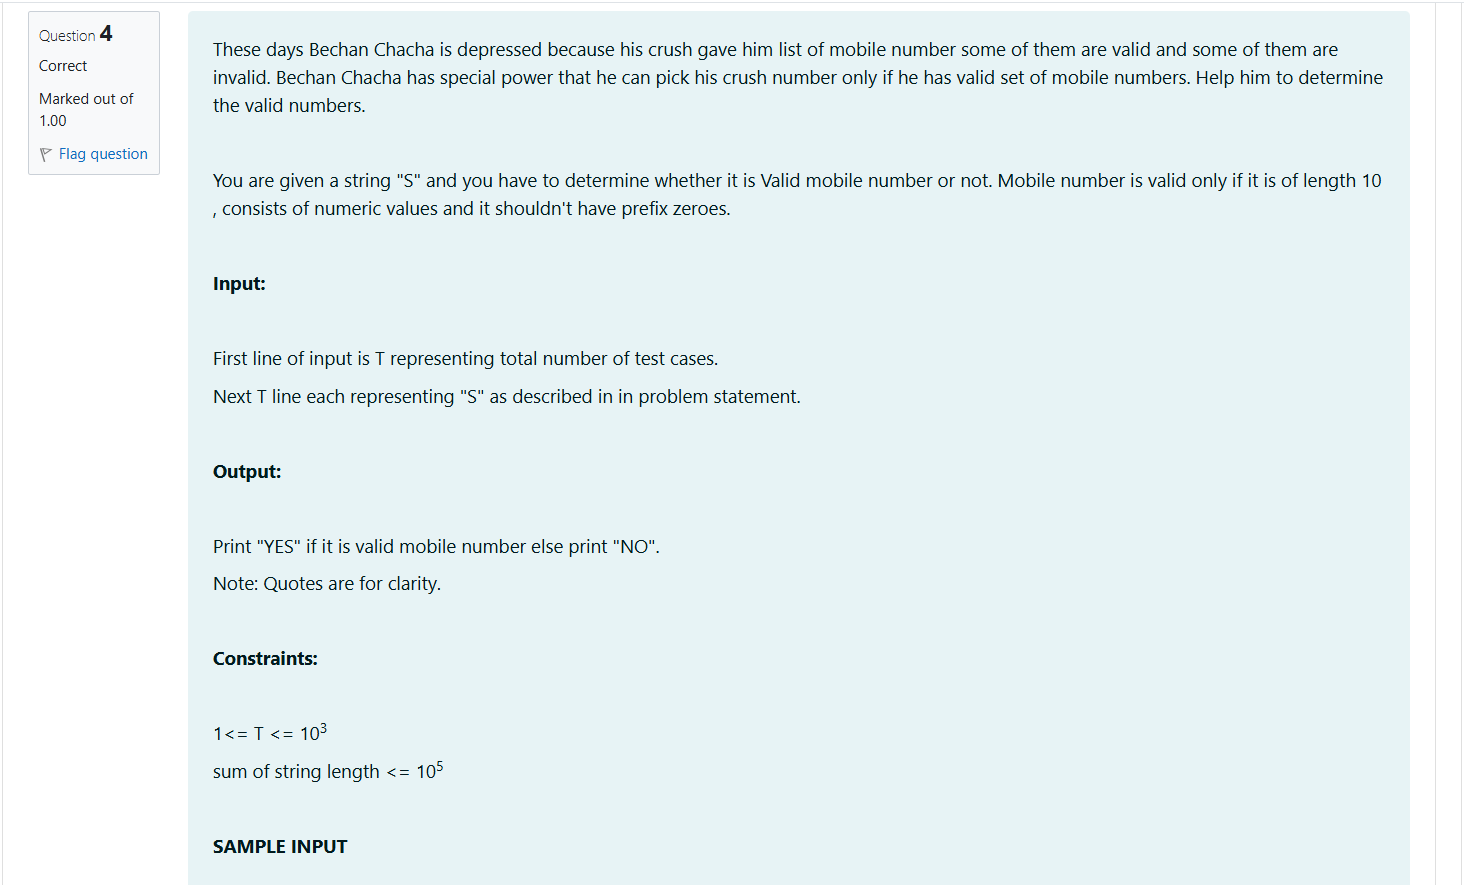 Question 4
Correct
Marked out of
1.00
Flag question
These days Bechan Chacha is depressed because his crush gave him list of mobile number some of them are valid and some of them are
invalid. Bechan Chacha has special power that he can pick his crush number only if he has valid set of mobile numbers. Help him to determine
the valid numbers.
You are given a string "S" and you have to determine whether it is Valid mobile number or not. Mobile number is valid only if it is of length 10
, consists of numeric values and it shouldn't have prefix zeroes.
Input:
First line of input is T representing total number of test cases.
Next T line each representing "S" as described in in problem statement.
Output:
Print "YES" if it is valid mobile number else print "NO".
Note: Quotes are for clarity.
Constraints:
1<= T <= 10³
sum of string length <= 10⁵
SAMPLE INPUT